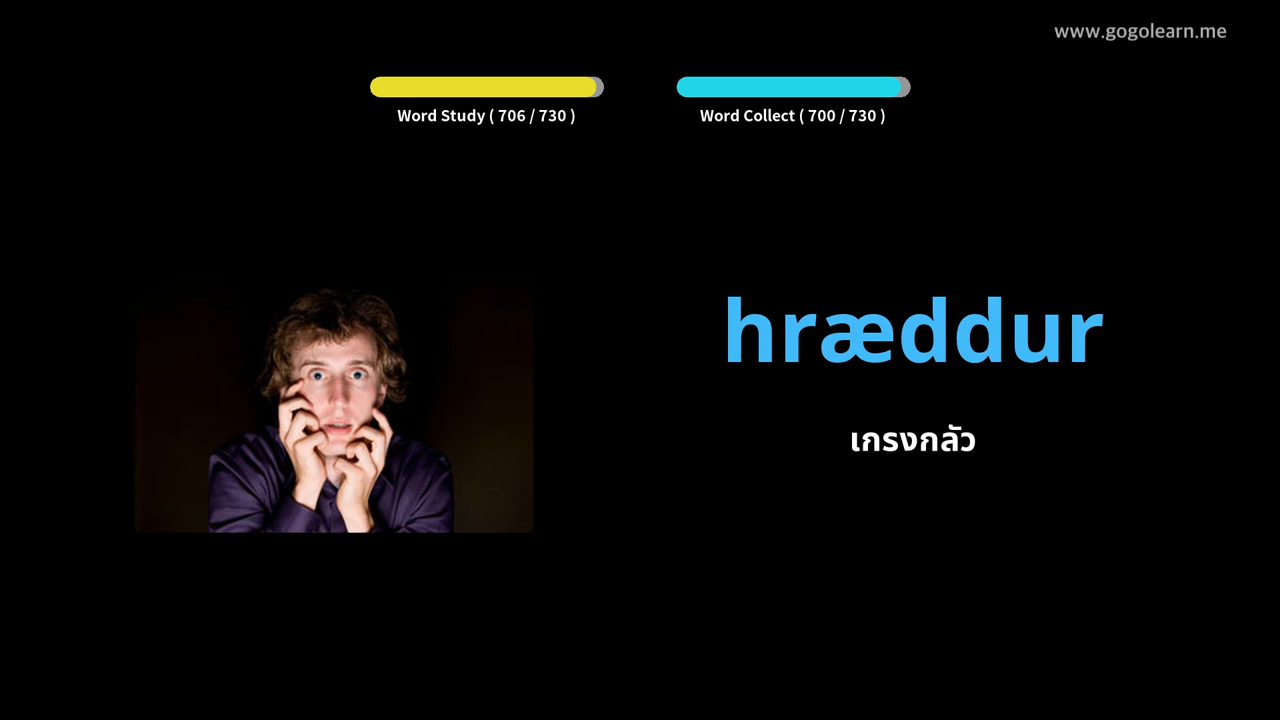 www.gogolearn.me
Word Study ( 706 / 730 )
Word Collect ( 700 / 730 )
hræddur
เกรงกลัว